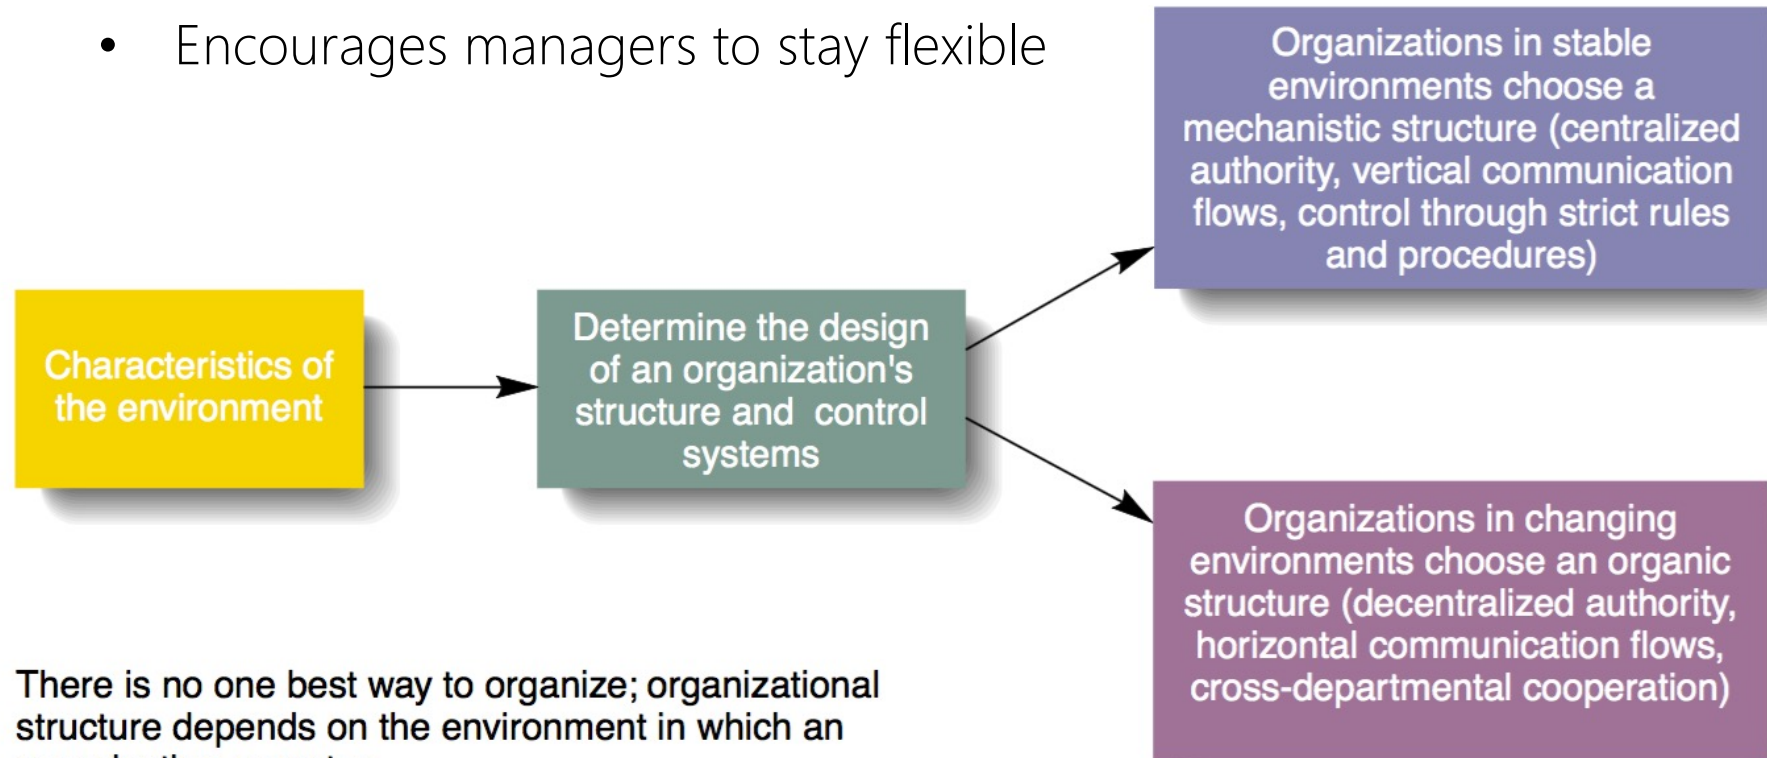 • Encourages managers to stay flexible
Organizations in stable
environments choose a
mechanistic structure (centralized
authority, vertical communication
flows, control through strict rules
and procedures)
Characteristics of
the environment
Determine the design
of an organization's
structure and control
systems
Organizations in changing
environments choose an organic
structure (decentralized authority,
horizontal communication flows,
cross-departmental cooperation)
There is no one best way to organize; organizational
structure depends on the environment in which an